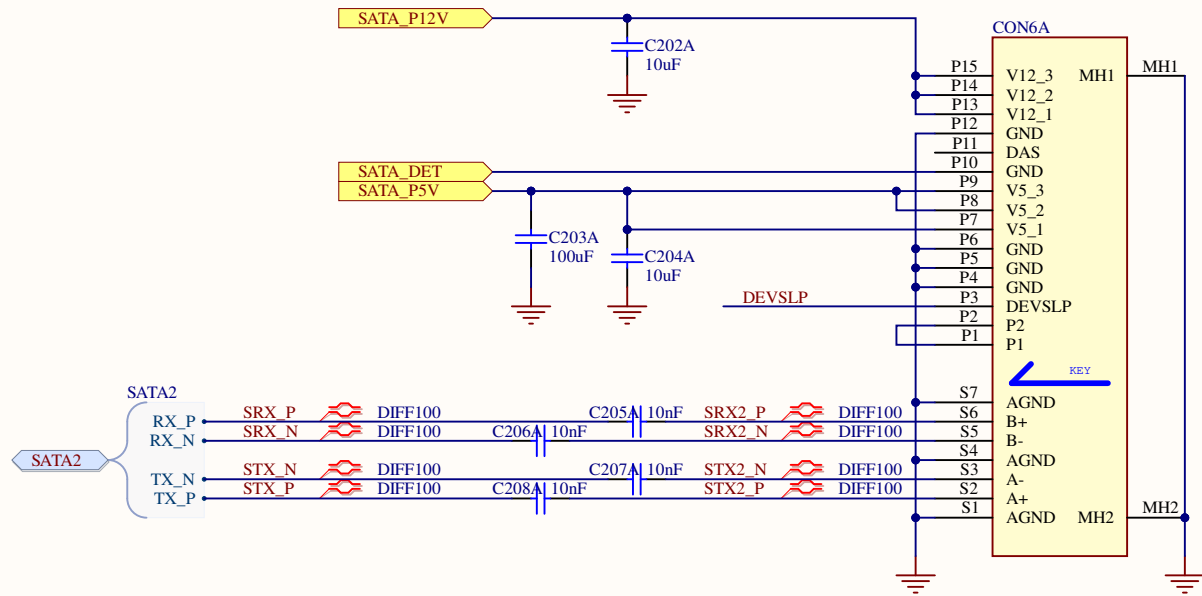 SATA_P12V
C202A
10uF
CON6A
P15 V12_3 MH1 MH1
P14 V12_2
P13 V12_1
P12 GND
P11 DAS
SATA_DET P10 GND
SATA_P5V P9 V5_3
P8 V5_2
P7 V5_1
C203A
100uF
C204A
10uF
P6 GND
P5 GND
P4 GND
DEVSLP P3 DEVSLP
P2 P2
P1 P1
KEY
SATA2
S7 AGND
RX_P SRX_P DIFF100 C205A 10nF SRX2_P DIFF100 S6 B+
RX_N SRX_N DIFF100 C206A 10nF SRX2_N DIFF100 S5 B-
SATA2
S4 AGND
TX_N STX_N DIFF100 C207A 10nF STX2_N DIFF100 S3 A-
TX_P STX_P DIFF100 C208A 10nF STX2_P DIFF100 S2 A+
S1 AGND MH2 MH2